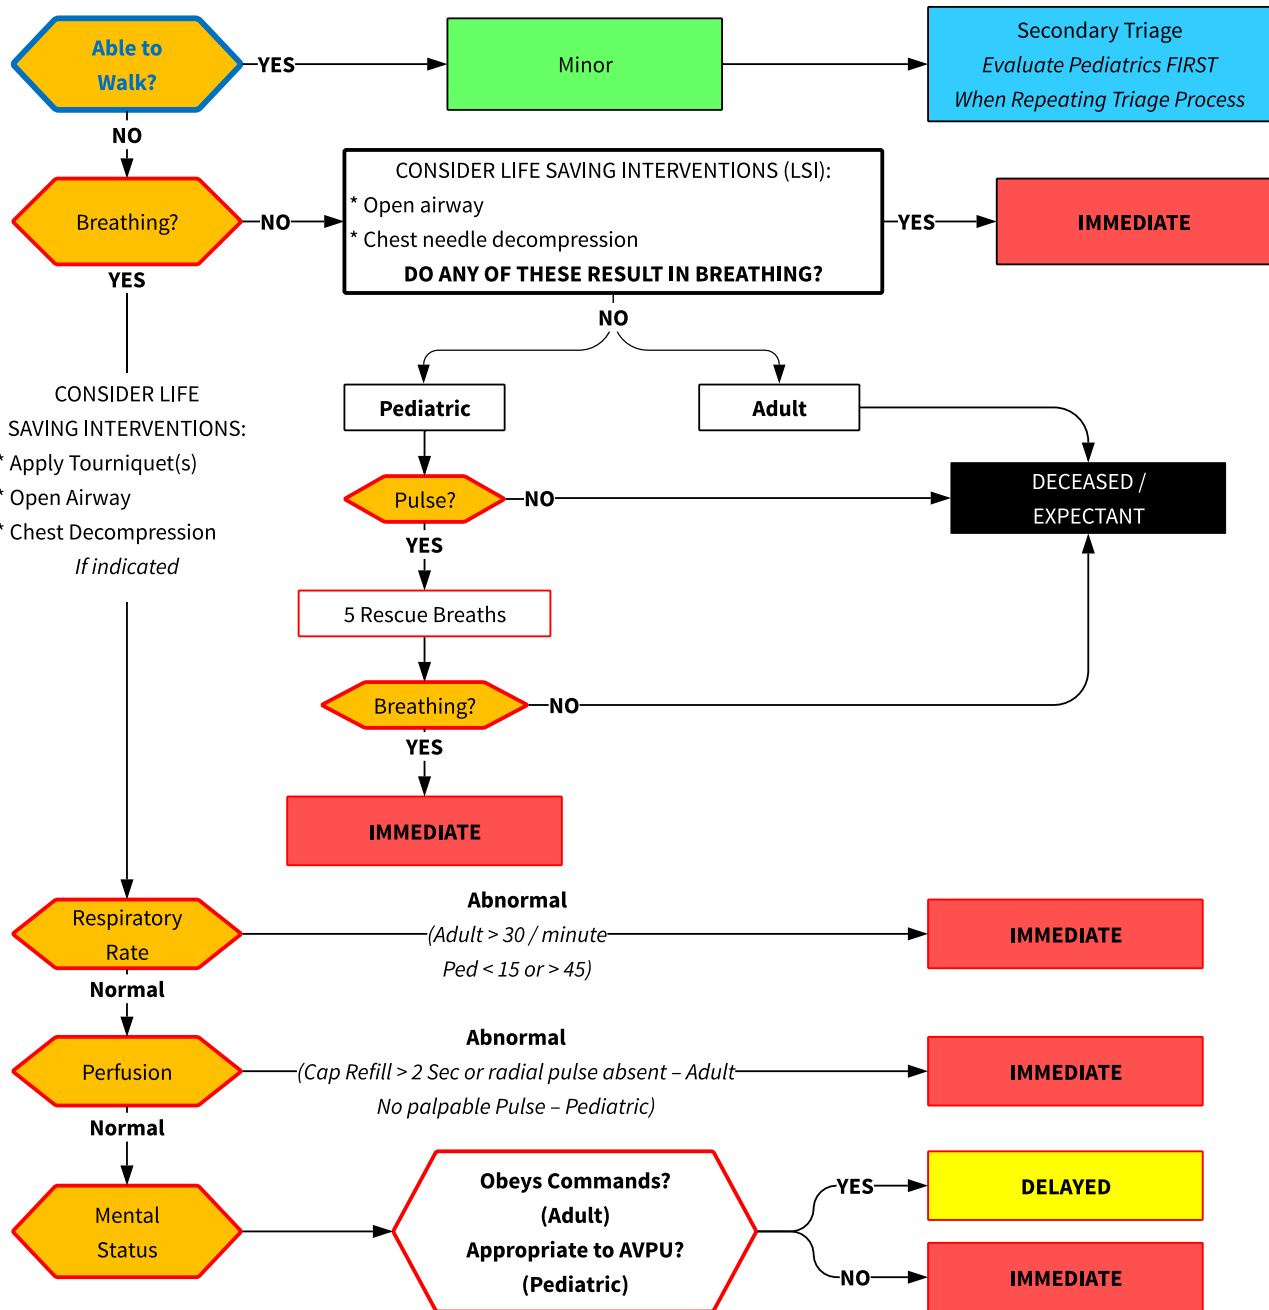 Able to
Walk?
YES
Minor
Secondary Triage
Evaluate Pediatrics FIRST
When Repeating Triage Process
NO
Breathing?
NO
CONSIDER LIFE SAVING INTERVENTIONS (LSI):
* Open airway
* Chest needle decompression
DO ANY OF THESE RESULT IN BREATHING?
YES
IMMEDIATE
YES
NO
CONSIDER LIFE
SAVING INTERVENTIONS:
* Apply Tourniquet(s)
* Open Airway
* Chest Decompression
If indicated
Pediatric
Adult
Pulse?
NO
DECEASED /
EXPECTANT
YES
5 Rescue Breaths
Breathing?
NO
YES
IMMEDIATE
Respiratory
Rate
Abnormal
(Adult > 30 / minute
Ped < 15 or > 45)
IMMEDIATE
Normal
Perfusion
Abnormal
(Cap Refill > 2 Sec or radial pulse absent – Adult
No palpable Pulse – Pediatric)
IMMEDIATE
Normal
Mental
Status
Obeys Commands?
(Adult)
Appropriate to AVPU?
(Pediatric)
YES
DELAYED
NO
IMMEDIATE